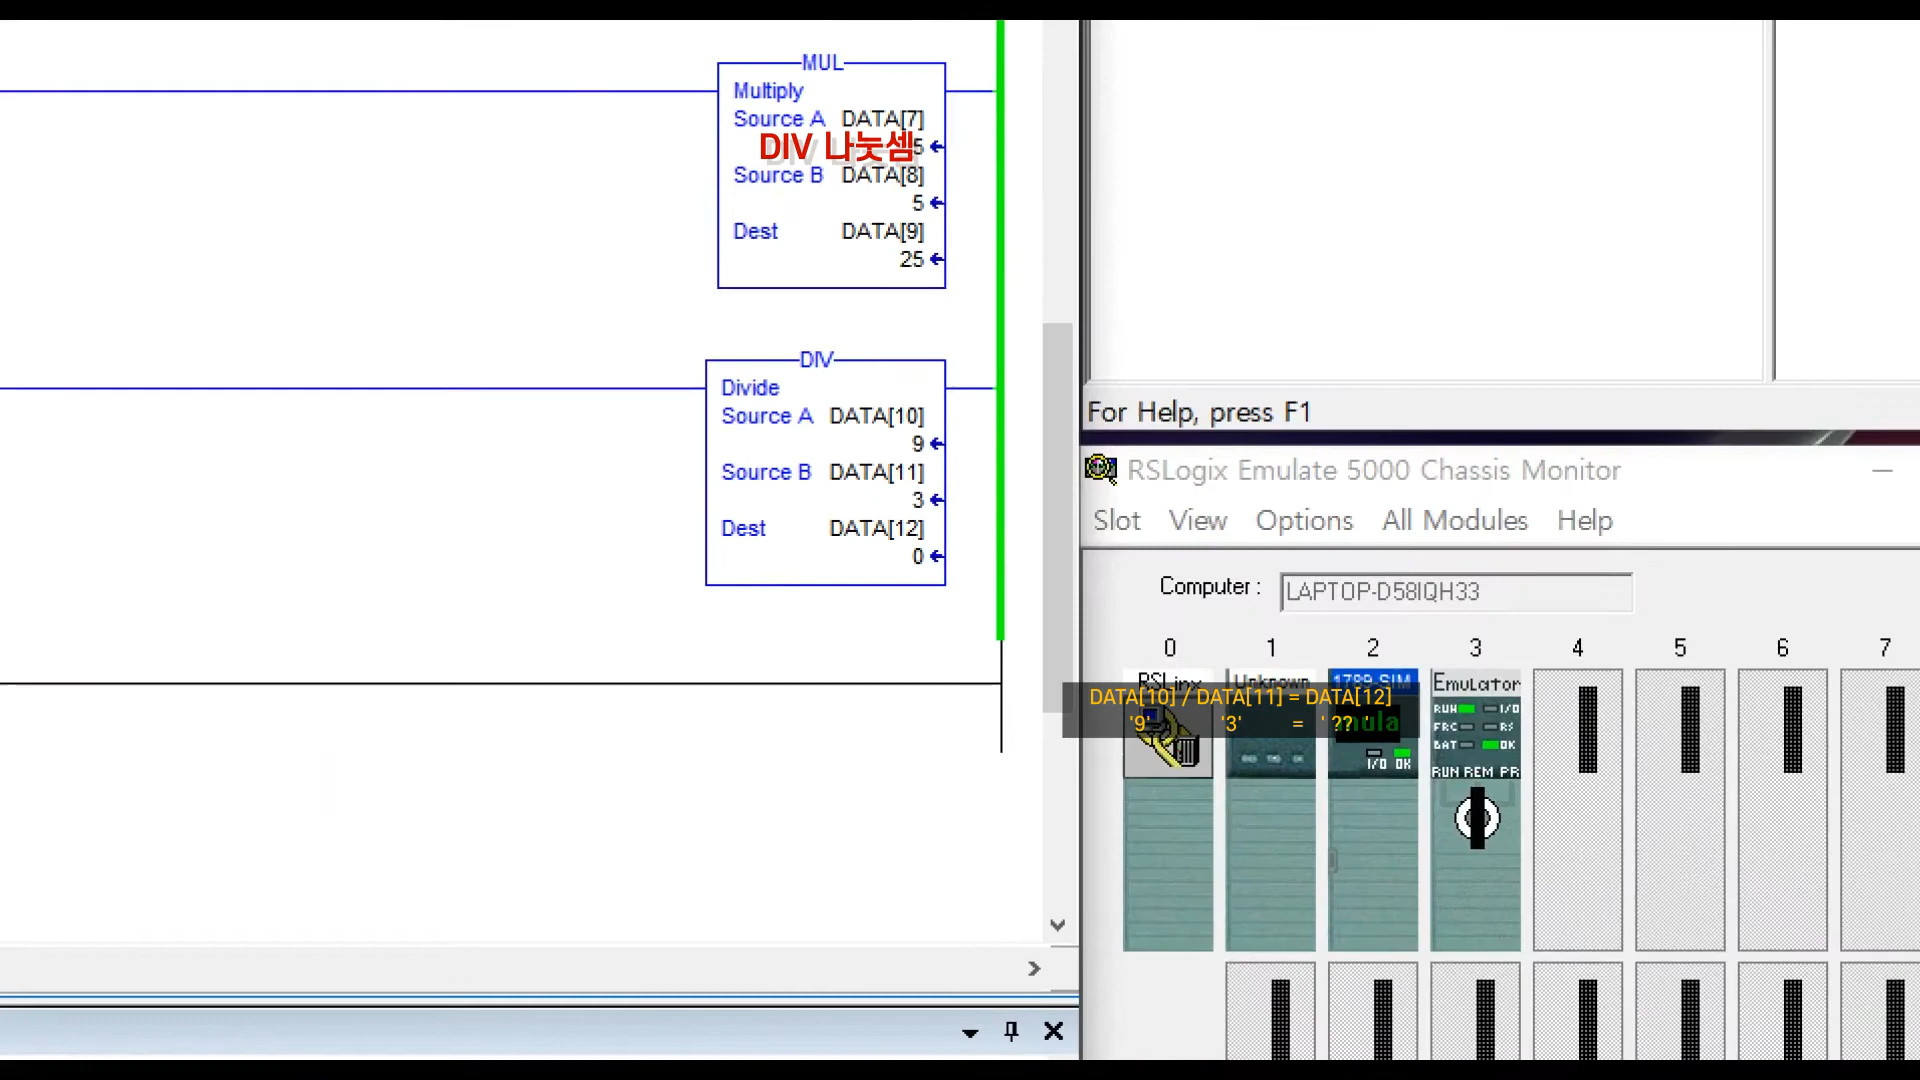 MUL
Multiply
Source A DATA[7]
5
DIV 나눗셈
Source B DATA[8]
5
Dest DATA[9]
25
DIV
Divide
Source A DATA[10]
9
Source B DATA[11]
3
Dest DATA[12]
0
For Help, press F1
RSLogix Emulate 5000 Chassis Monitor
Slot View Options All Modules Help
Computer : LAPTOP-D58IQH33
0 1 2 3 4 5 6 7
RSLinx Unknown 1789-SIM Emulator
DATA[10] / DATA[11] = DATA[12]
'9' '3' = ' ?? '
RUN I/O
FRC RS
BAT OK
I/O OK
RUN REM PR